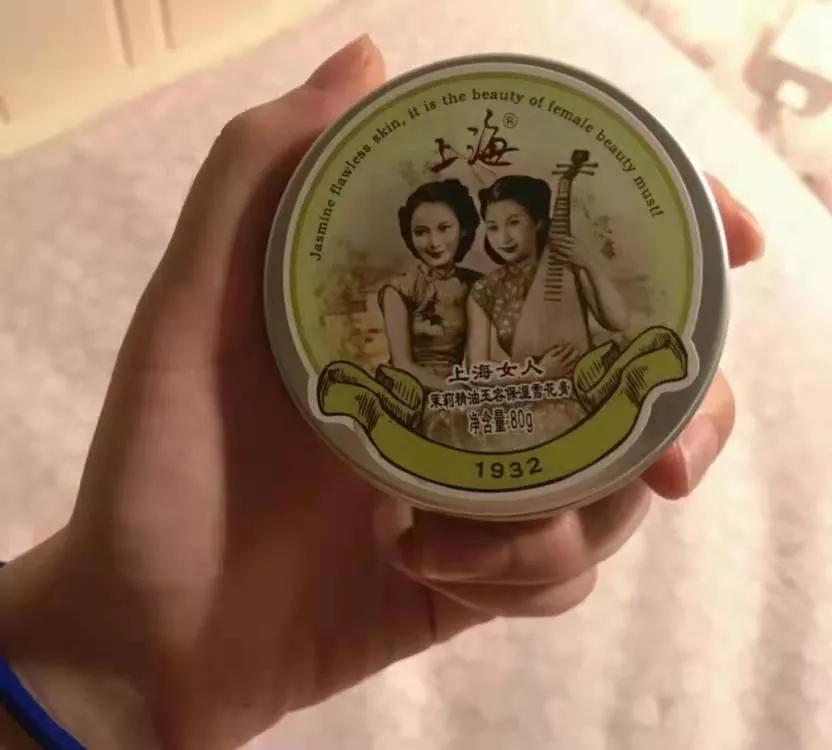 Jasmine flawless skin, it is the beauty of female beauty must!
上海®
上海女人
茉莉精油玉容保湿雪花膏
净含量:80g
1932